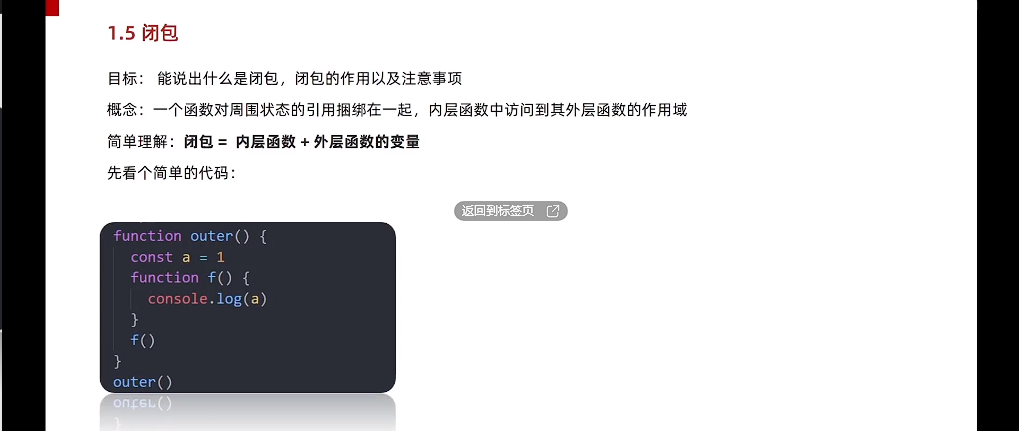 1.5 闭包
目标： 能说出什么是闭包，闭包的作用以及注意事项
概念：一个函数对周围状态的引用捆绑在一起，内层函数中访问到其外层函数的作用域
简单理解：闭包 = 内层函数 + 外层函数的变量
先看个简单的代码：
返回到标签页
function outer() {
  const a = 1
  function f() {
    console.log(a)
  }
  f()
}
outer()
outer()
}